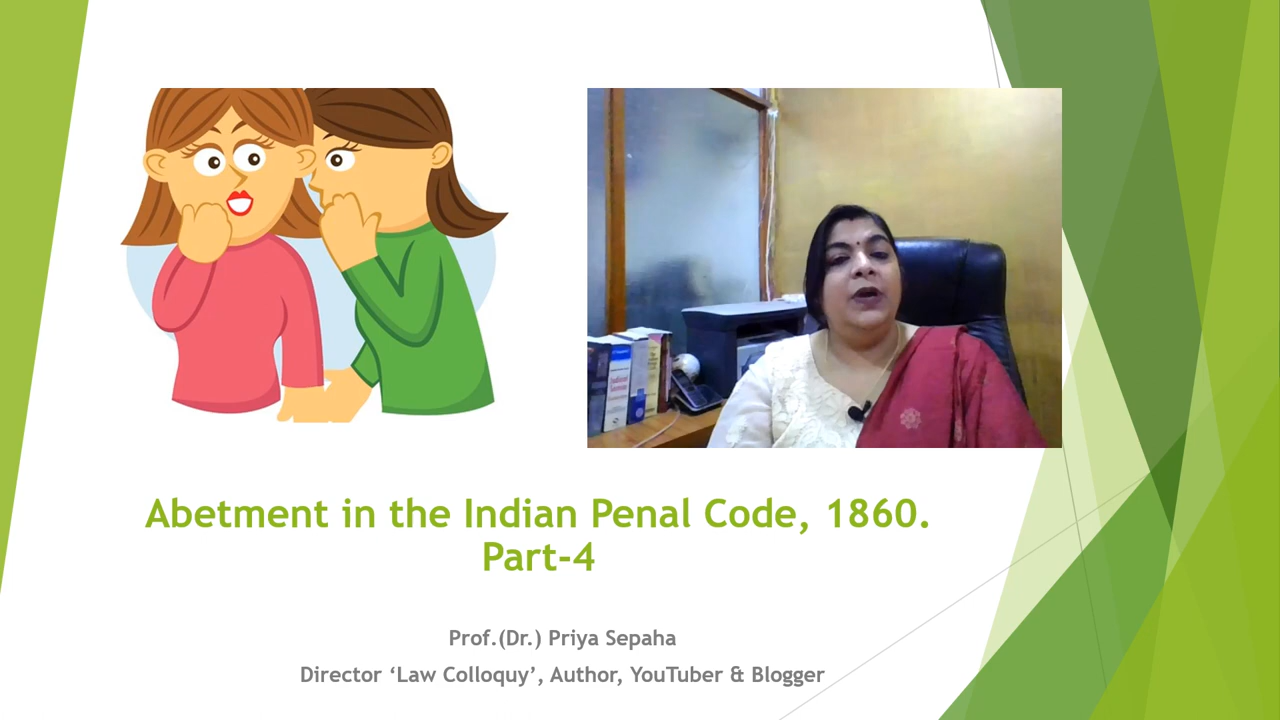 Abetment in the Indian Penal Code, 1860.
Part-4
Prof.(Dr.) Priya Sepaha
Director ‘Law Colloquy’, Author, YouTuber & Blogger